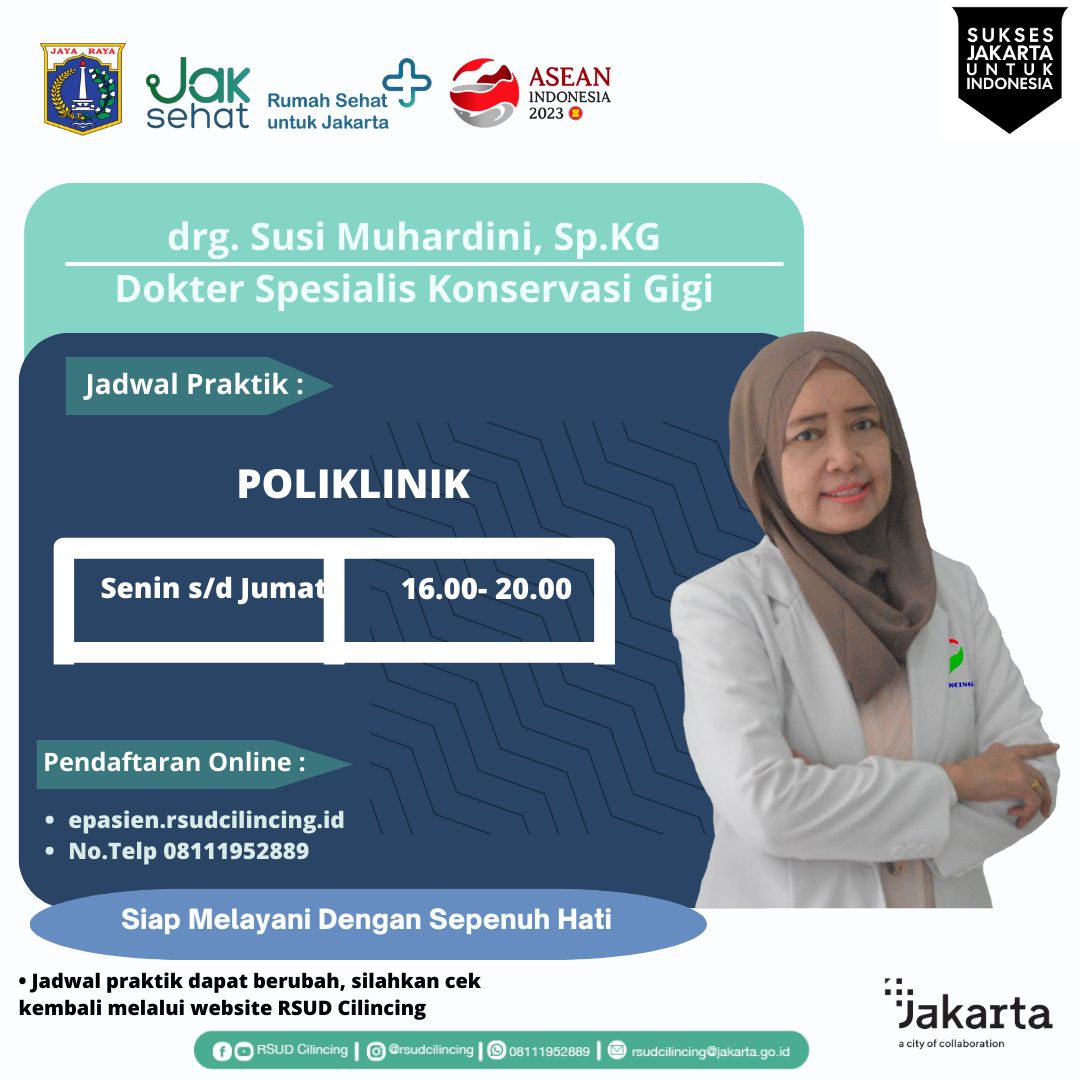 JAYA RAYA
Jak
sehat
Rumah Sehat
untuk Jakarta
ASEAN
INDONESIA
2023
SUKSES
JAKARTA
UNTUK
INDONESIA
drg. Susi Muhardini, Sp.KG
Dokter Spesialis Konservasi Gigi
Jadwal Praktik :
POLIKLINIK
Senin s/d Jumat 16.00- 20.00
NCING
Pendaftaran Online :
• epasien.rsudcilincing.id
• No.Telp 08111952889
Siap Melayani Dengan Sepenuh Hati
• Jadwal praktik dapat berubah, silahkan cek
kembali melalui website RSUD Cilincing
Jakarta
a city of collaboration
RSUD Cilincing | @rsudcilincing | 08111952889 | rsudcilincing@jakarta.go.id